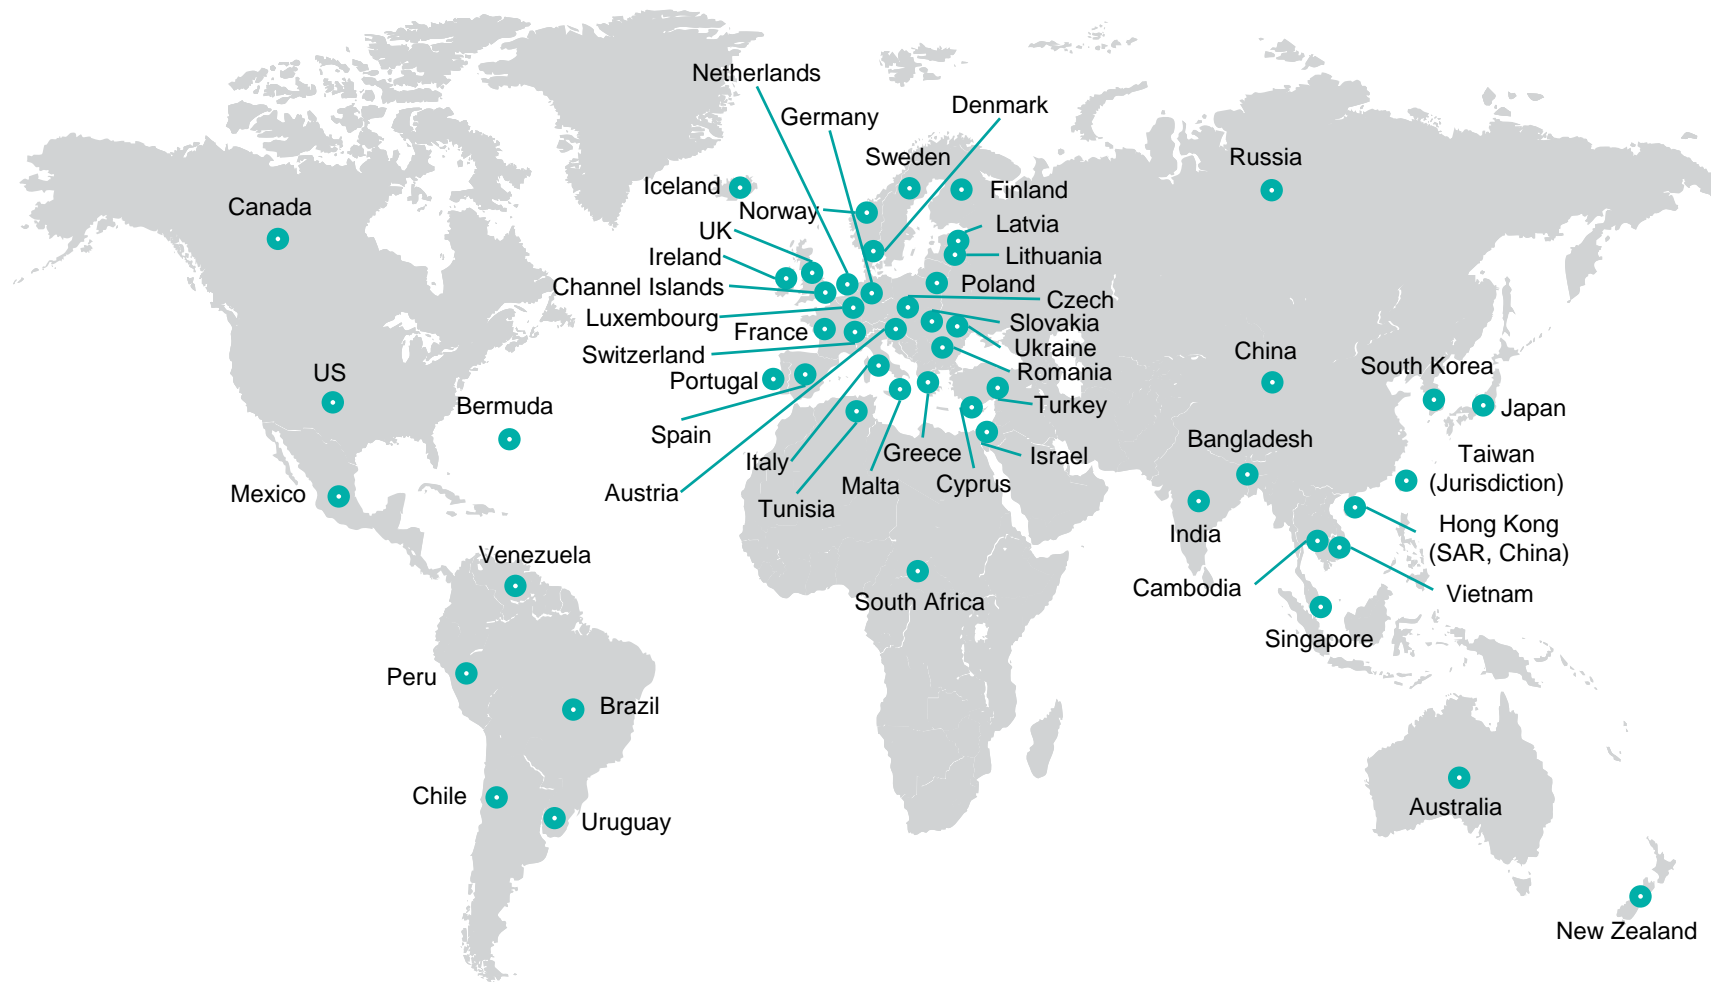 Netherlands
Denmark
Germany
Sweden
Russia
Iceland
Finland
Canada
Norway
Latvia
UK
Lithuania
Ireland
Channel Islands
Poland
Czech
Luxembourg
Slovakia
France
Ukraine
Switzerland
China
South Korea
US
Portugal
Romania
Bermuda
Turkey
Japan
Spain
Bangladesh
Italy
Greece
Israel
Taiwan
(Jurisdiction)
Mexico
Austria
Malta
Cyprus
Tunisia
India
Hong Kong
(SAR, China)
Venezuela
South Africa
Cambodia
Vietnam
Singapore
Peru
Brazil
Chile
Uruguay
Australia
New Zealand